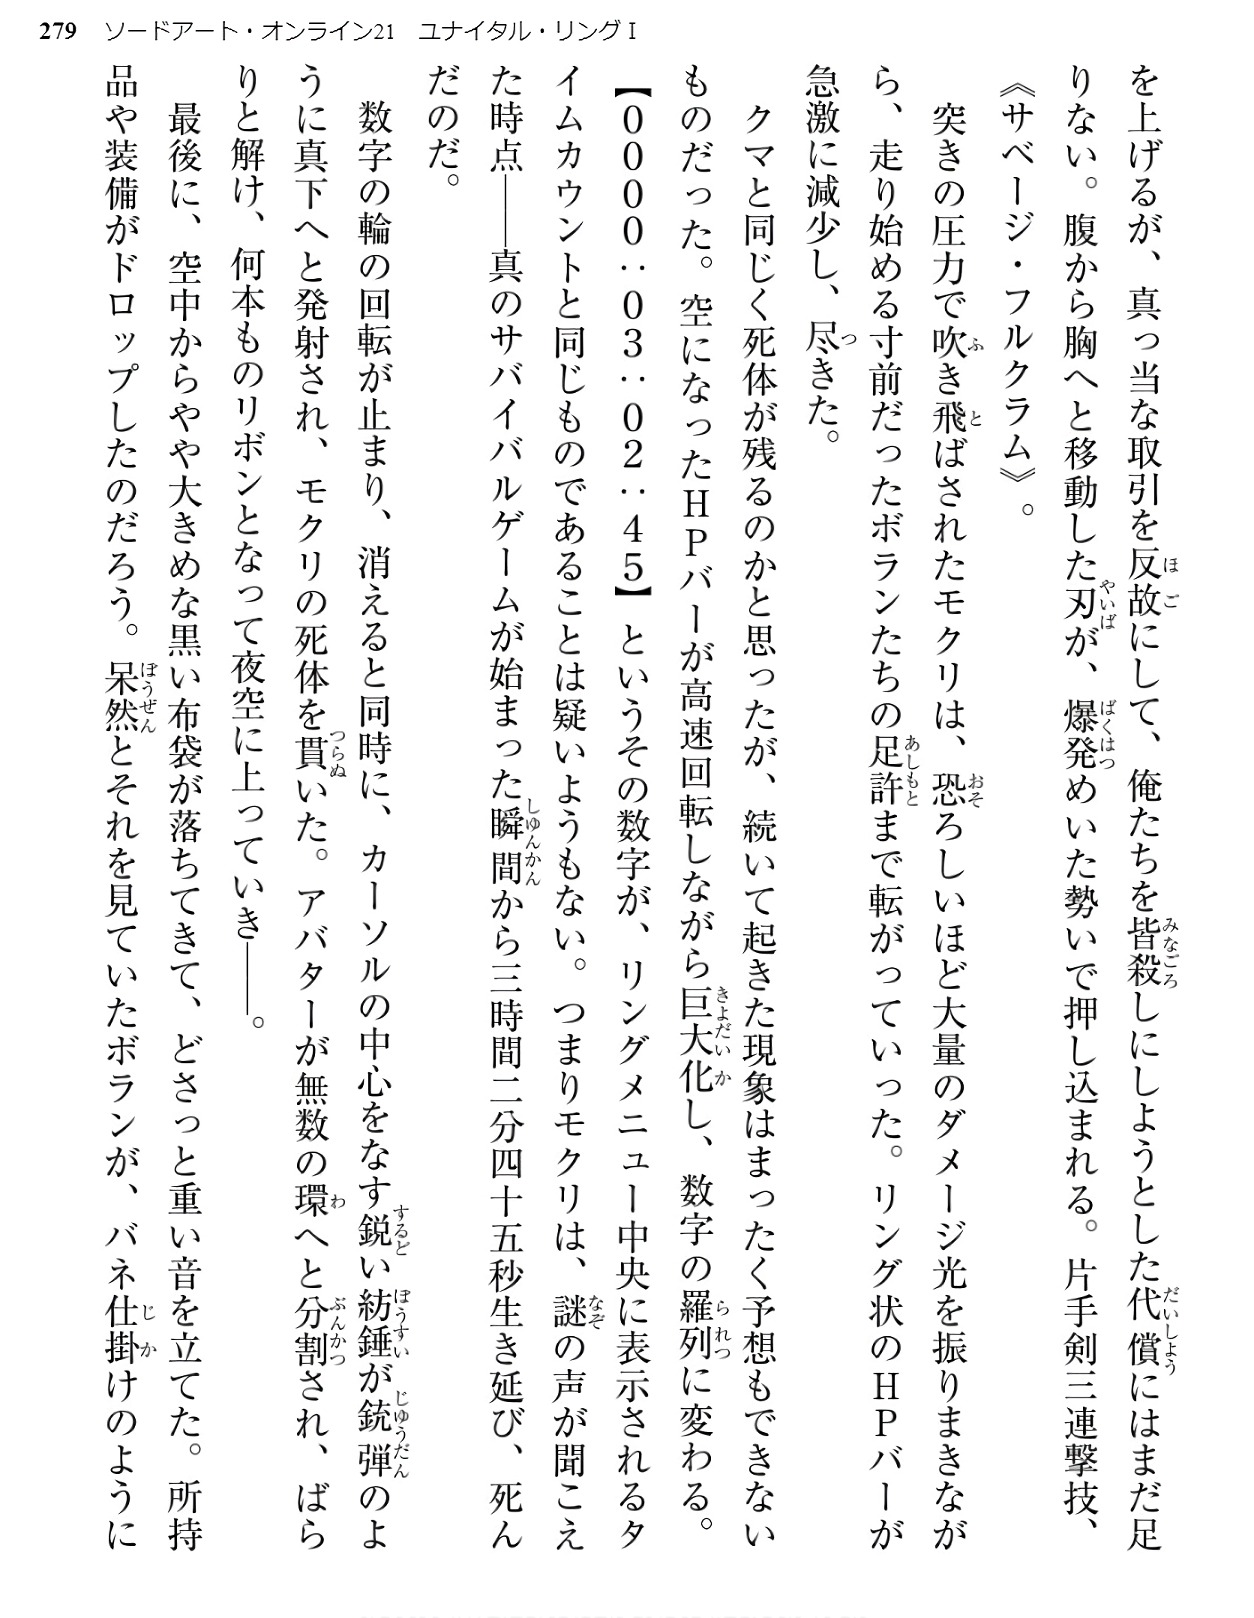 279 ソードアート・オンライン21 ユナイタル・リングⅠ
を上げるが、真っ当な取引を反故にして、俺たちを皆殺しにしようとした代償にはまだ足
りない。腹から胸へと移動した刃が、爆発めいた勢いで押し込まれる。片手剣三連撃技、
《サベージ・フルクラム》。
　突きの圧力で吹き飛ばされたモクリは、恐ろしいほど大量のダメージ光を振りまきなが
ら、走り始める寸前だったボランたちの足許まで転がっていった。リング状のＨＰバーが
急激に減少し、尽きた。
　クマと同じく死体が残るのかと思ったが、続いて起きた現象はまったく予想もできない
ものだった。空になったＨＰバーが高速回転しながら巨大化し、数字の羅列に変わる。
【００００：０３：０２：４５】というその数字が、リングメニュー中央に表示されるタ
イムカウントと同じものであることは疑いようもない。つまりモクリは、謎の声が聞こえ
た時点――真のサバイバルゲームが始まった瞬間から三時間二分四十五秒生き延び、死ん
だのだ。
　数字の輪の回転が止まり、消えると同時に、カーソルの中心をなす鋭い紡錘が銃弾のよ
うに真下へと発射され、モクリの死体を貫いた。アバターが無数の環へと分割され、ばら
りと解け、何本ものリボンとなって夜空に上っていき――。
　最後に、空中からやや大きめな黒い布袋が落ちてきて、どさっと重い音を立てた。所持
品や装備がドロップしたのだろう。呆然とそれを見ていたボランが、バネ仕掛けのように